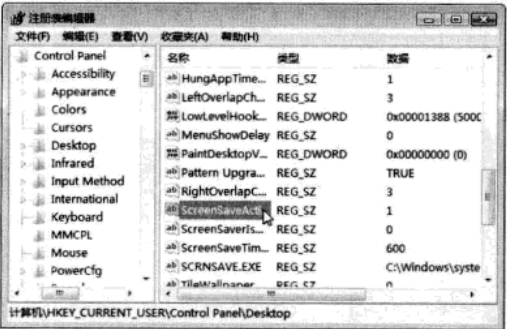 注册表编辑器
文件(F) 编辑(E) 查看(V) 收藏夹(A) 帮助(H)
Control Panel
Accessibility
Appearance
Colors
Cursors
Desktop
Infrared
Input Method
International
Keyboard
MMCPL
Mouse
PowerCfg
名称 类型 数据
HungAppTime... REG_SZ 1
LeftOverlapCh... REG_SZ 3
LowLevelHook... REG_DWORD 0x00001388 (500C
MenuShowDelay REG_SZ 0
PaintDesktopV... REG_DWORD 0x00000000 (0)
Pattern Upgra... REG_SZ TRUE
RightOverlapC... REG_SZ 3
ScreenSaveActi REG_SZ 1
ScreenSaverIs... REG_SZ 0
ScreenSaveTim... REG_SZ 600
SCRNSAVE.EXE REG_SZ C:\Windows\syste
TileWallpaper REG_SZ 0
计算机\HKEY_CURRENT_USER\Control Panel\Desktop